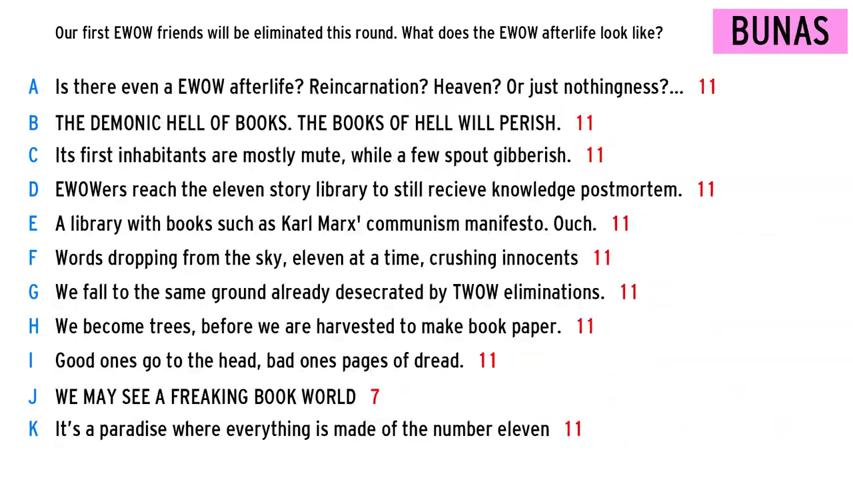 Our first EWOW friends will be eliminated this round. What does the EWOW afterlife look like?
BUNAS
A Is there even a EWOW afterlife? Reincarnation? Heaven? Or just nothingness?... 11
B THE DEMONIC HELL OF BOOKS. THE BOOKS OF HELL WILL PERISH. 11
C Its first inhabitants are mostly mute, while a few spout gibberish. 11
D EWOWers reach the eleven story library to still recieve knowledge postmortem. 11
E A library with books such as Karl Marx' communism manifesto. Ouch. 11
F Words dropping from the sky, eleven at a time, crushing innocents 11
G We fall to the same ground already desecrated by TWOW eliminations. 11
H We become trees, before we are harvested to make book paper. 11
I Good ones go to the head, bad ones pages of dread. 11
J WE MAY SEE A FREAKING BOOK WORLD 7
K It's a paradise where everything is made of the number eleven 11